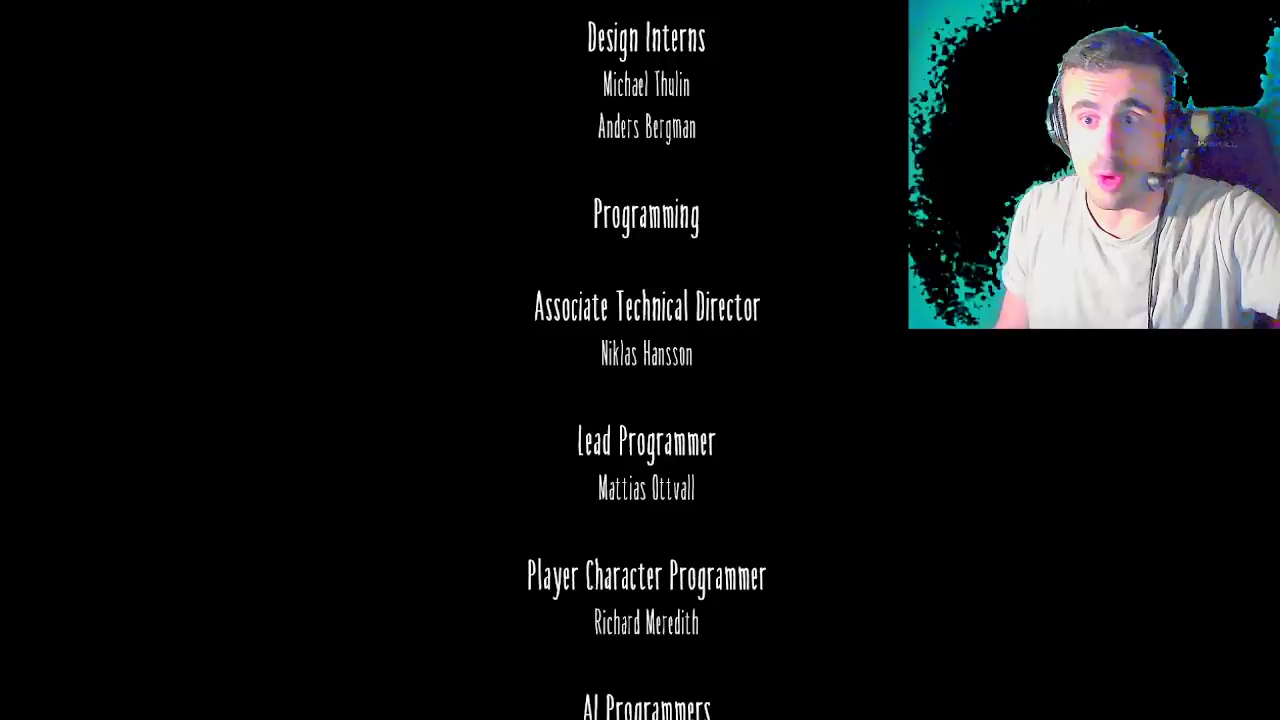 Design Interns
Michael Thulin
Anders Bergman
Programming
Associate Technical Director
Niklas Hansson
Lead Programmer
Mattias Ottvall
Player Character Programmer
Richard Meredith
AI Programmers